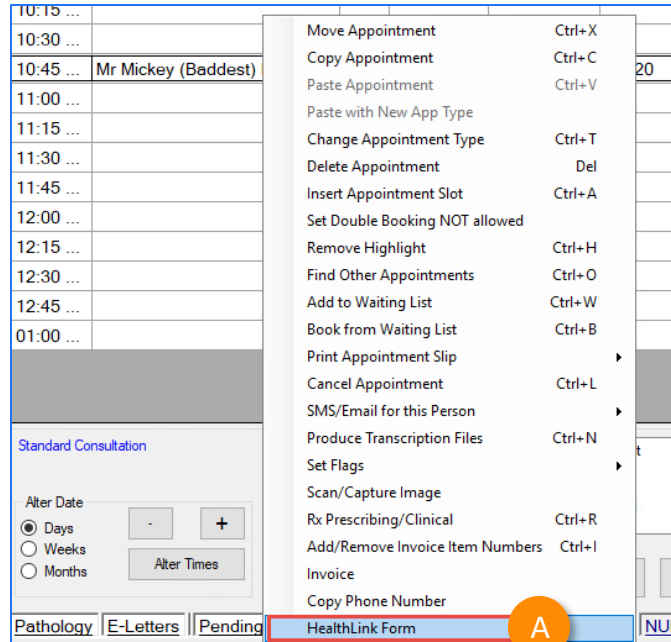 10:15 ...
10:30 ...
10:45 ... Mr Mickey (Baddest) 20
11:00 ...
11:15 ...
11:30 ...
11:45 ...
12:00 ...
12:15 ...
12:30 ...
12:45 ...
01:00 ...
Move Appointment Ctrl+X
Copy Appointment Ctrl+C
Paste Appointment Ctrl+V
Paste with New App Type
Change Appointment Type Ctrl+T
Delete Appointment Del
Insert Appointment Slot Ctrl+A
Set Double Booking NOT allowed
Remove Highlight Ctrl+H
Find Other Appointments Ctrl+O
Add to Waiting List Ctrl+W
Book from Waiting List Ctrl+B
Print Appointment Slip
Cancel Appointment Ctrl+L
SMS/Email for this Person
Produce Transcription Files Ctrl+N
Set Flags
Scan/Capture Image
Rx Prescribing/Clinical Ctrl+R
Add/Remove Invoice Item Numbers Ctrl+I
Invoice
Copy Phone Number
HealthLink Form A
Standard Consultation
t
Alter Date
Days - +
Weeks
Months Alter Times
Pathology E-Letters Pending NU